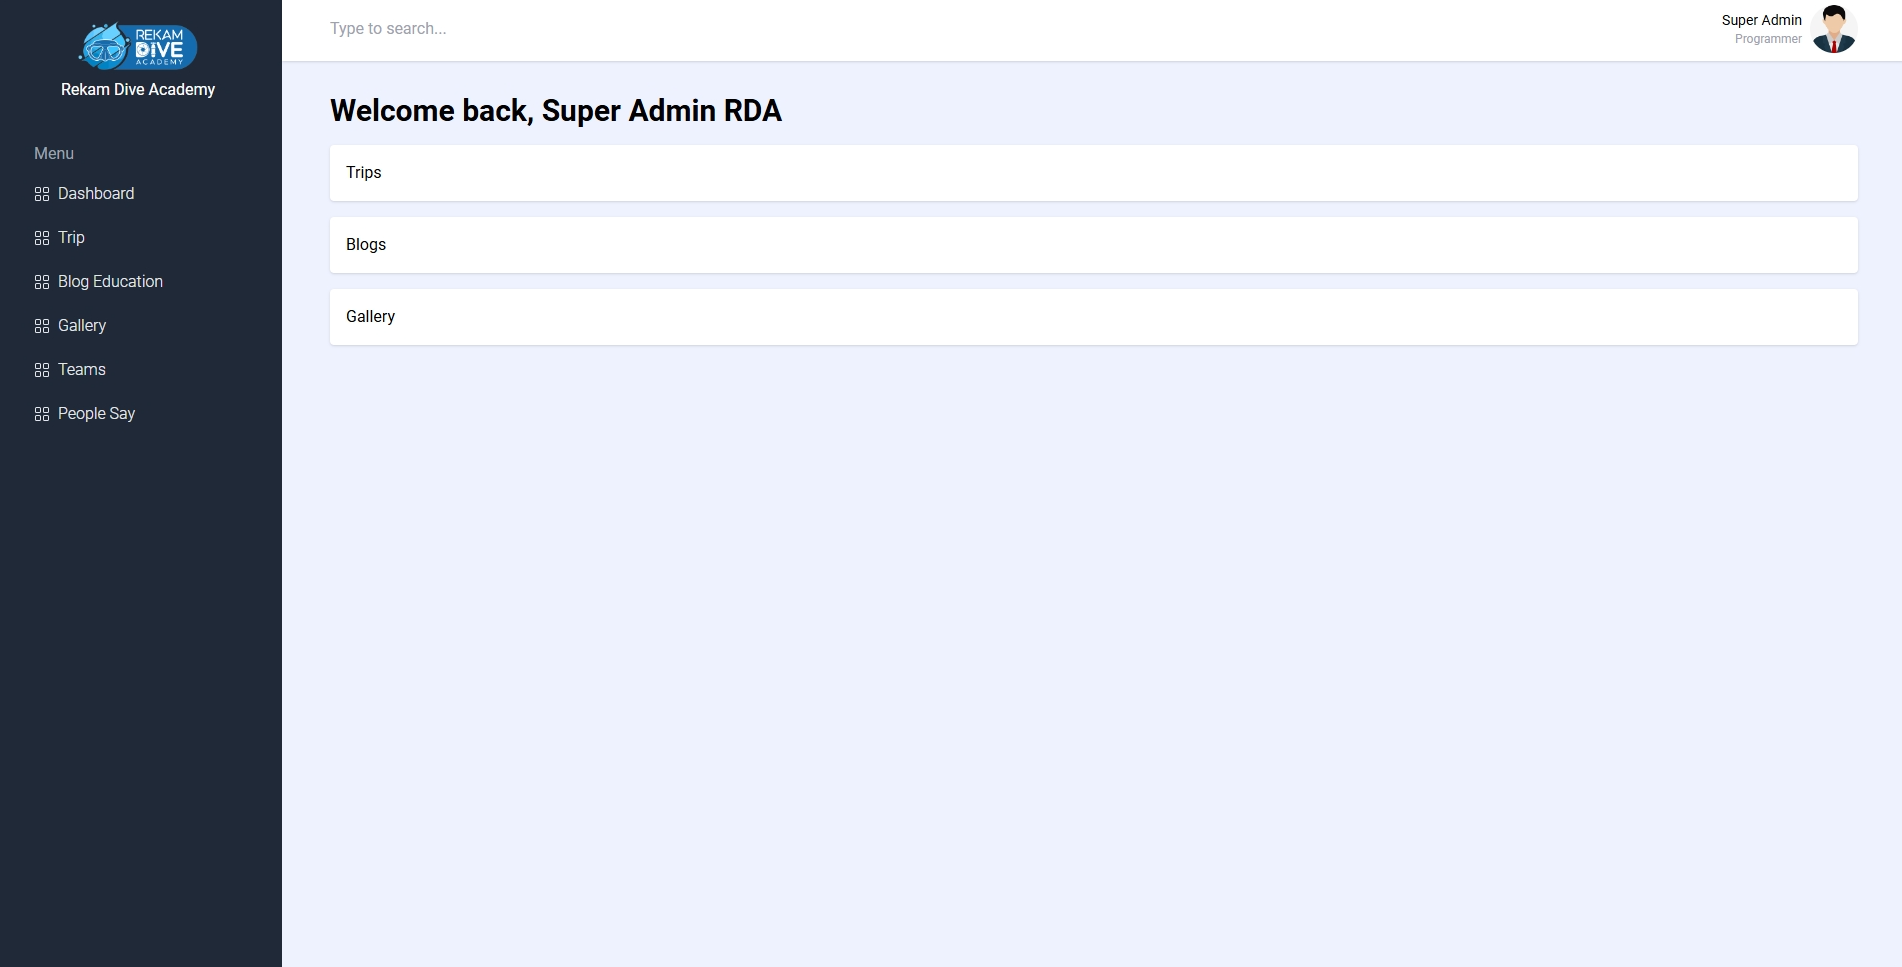 REKAM
DIVE
ACADEMY
Rekam Dive Academy
Menu
Dashboard
Trip
Blog Education
Gallery
Teams
People Say
Type to search...
Super Admin
Programmer
Welcome back, Super Admin RDA
Trips
Blogs
Gallery